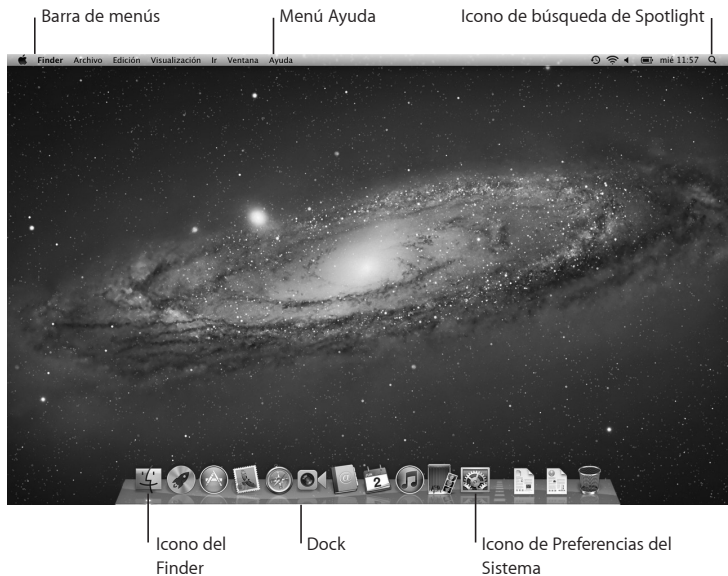 Barra de menús
Menú Ayuda
Icono de búsqueda de Spotlight
Finder Archivo Edición Visualización Ir Ventana Ayuda
mié 11:57
2
Icono del
Finder
Dock
Icono de Preferencias del
Sistema